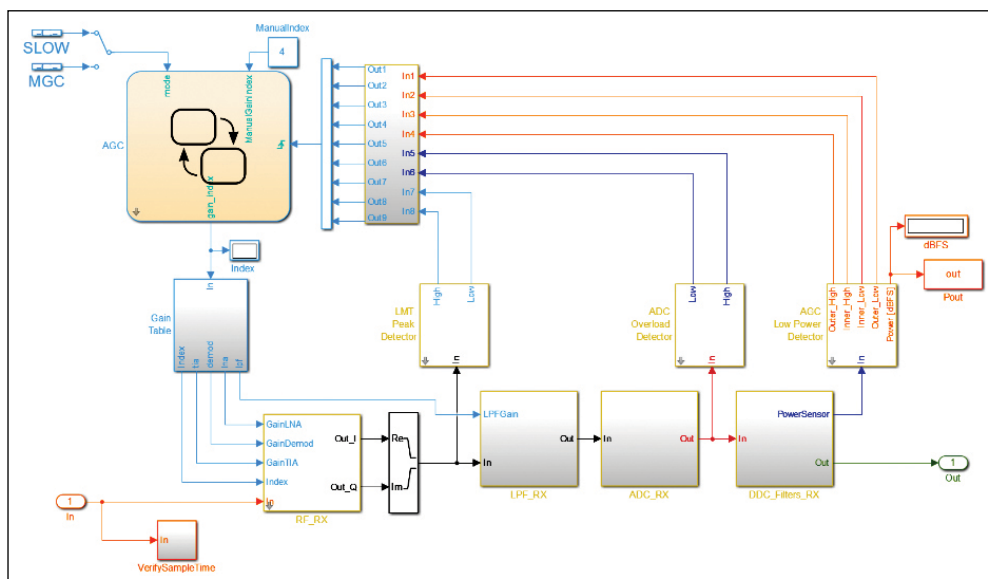 SLOW
MGC
ManualIndex
4
mode
ManualGainIndex
AGC
gain_index
Out1
Out2
Out3
Out4
Out5
Out6
Out7
Out8
Out9
In1
In2
In3
In4
In5
In6
In7
In8
dBFS
out
Pout
Index
In
Gain
Table
Index
tia
demod
lna
lpf
High
Low
LMT
Peak
Detector
In
Low
High
ADC
Overload
Detector
In
Outer_High
Inner_High
Inner_Low
Outer_Low
Power [dBFS]
AGC
Low Power
Detector
In
GainLNA
GainDemod
GainTIA
Index
In
Out_I
Out_Q
RF_RX
Re
Im
LPFGain
In
Out
LPF_RX
In
Out
ADC_RX
In
PowerSensor
Out
DDC_Filters_RX
1
Out
1
In
In
VerifySampleTime